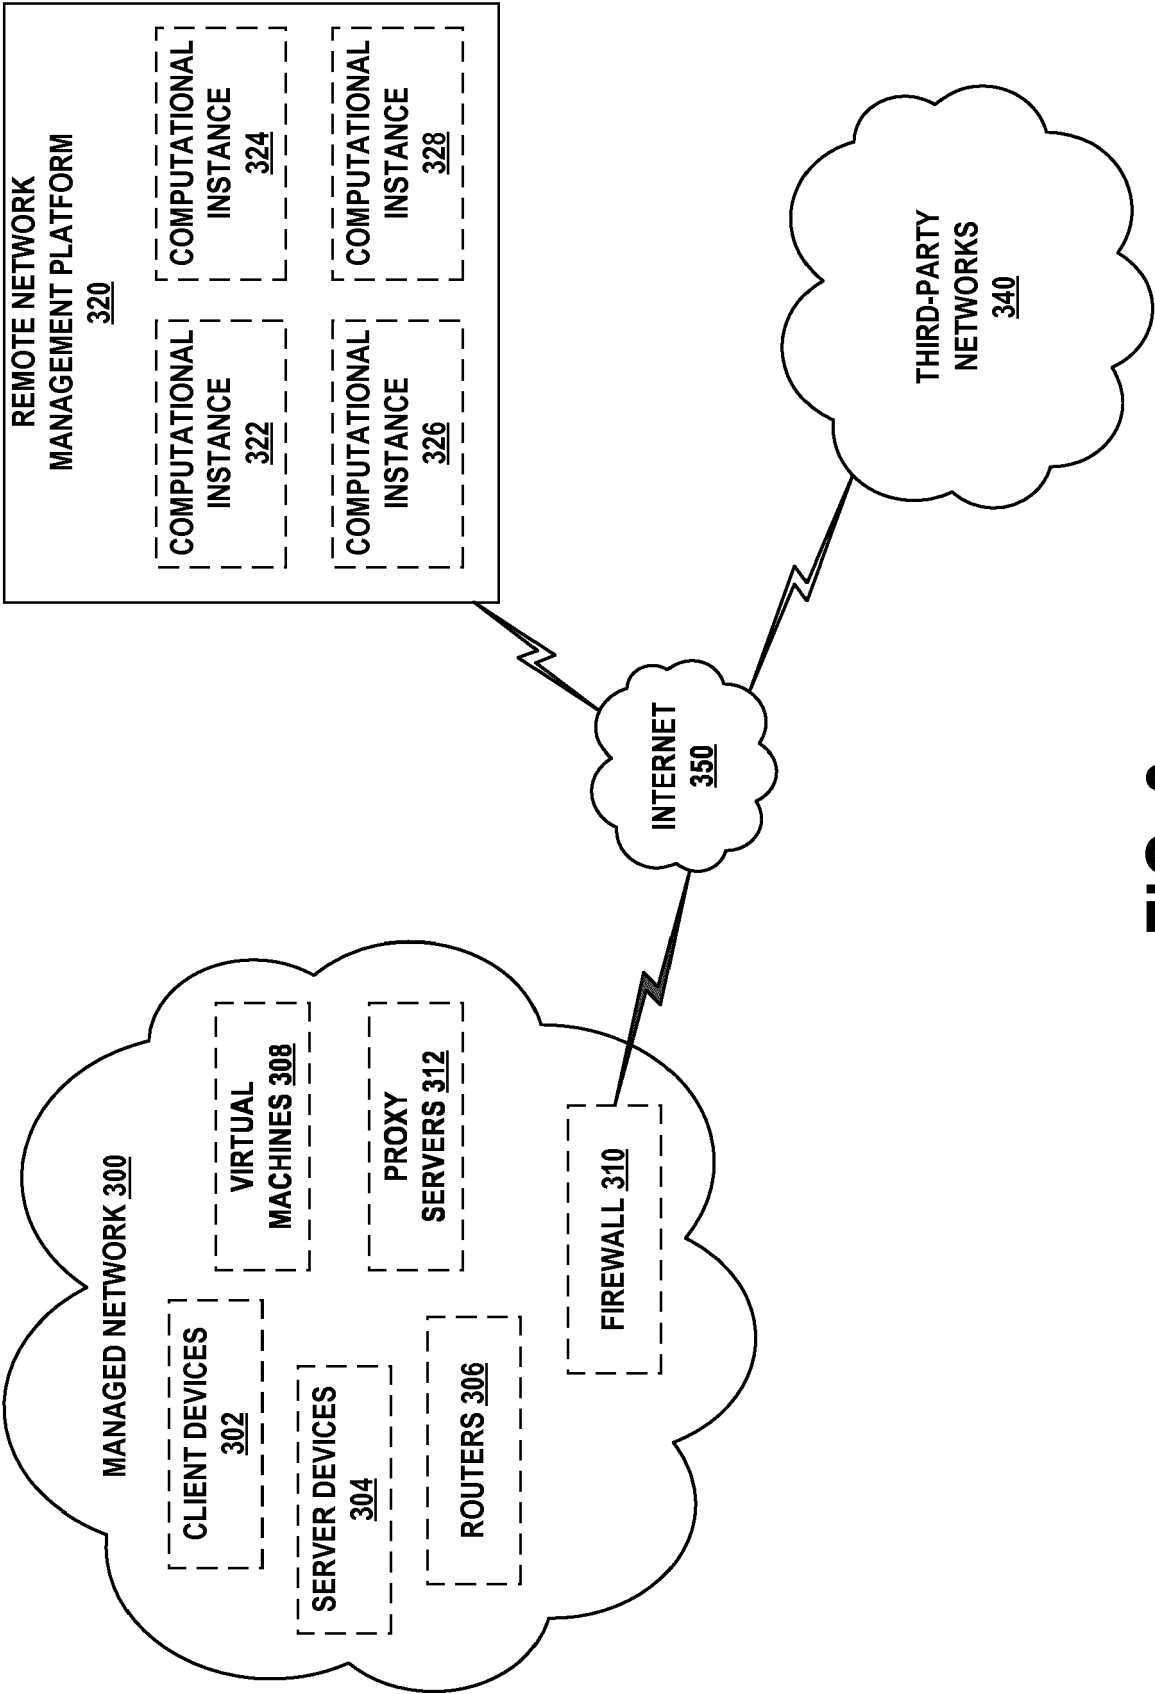 MANAGED NETWORK 300
CLIENT DEVICES
302
SERVER DEVICES
304
ROUTERS 306
VIRTUAL
MACHINES 308
PROXY
SERVERS 312
FIREWALL 310
INTERNET
350
REMOTE NETWORK
MANAGEMENT PLATFORM
320
COMPUTATIONAL
INSTANCE
322
COMPUTATIONAL
INSTANCE
324
COMPUTATIONAL
INSTANCE
326
COMPUTATIONAL
INSTANCE
328
THIRD-PARTY
NETWORKS
340